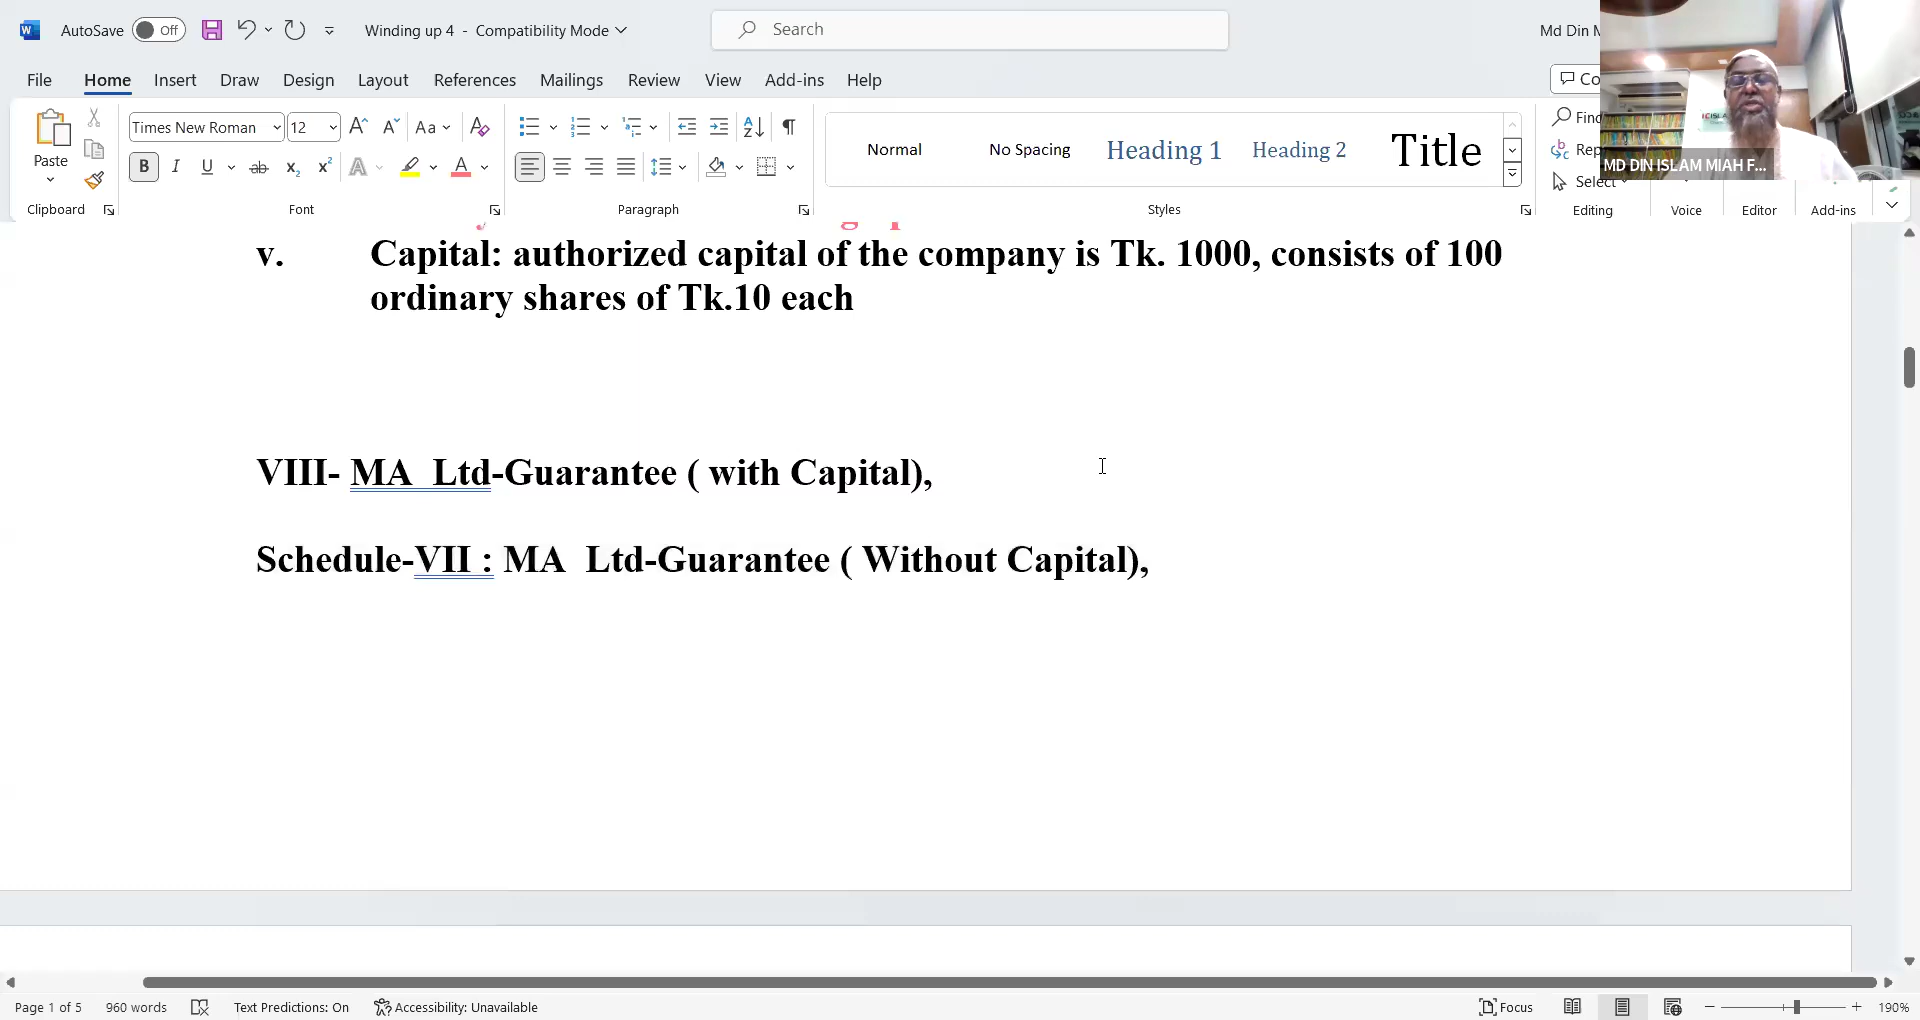 AutoSave Off Winding up 4 - Compatibility Mode Search Md Din
File Home Insert Draw Design Layout References Mailings Review View Add-ins Help
Times New Roman 12 Aa
Paste B I U ab x2 x2 A A Normal No Spacing Heading 1 Heading 2 Title
Select
MD DIN ISLAM MIAH F...
Clipboard Font Paragraph Styles Editing Voice Editor Add-ins
v. Capital: authorized capital of the company is Tk. 1000, consists of 100
ordinary shares of Tk.10 each
VIII- MA Ltd-Guarantee ( with Capital),
Schedule-VII : MA Ltd-Guarantee ( Without Capital),
Page 1 of 5 960 words Text Predictions: On Accessibility: Unavailable Focus 190%